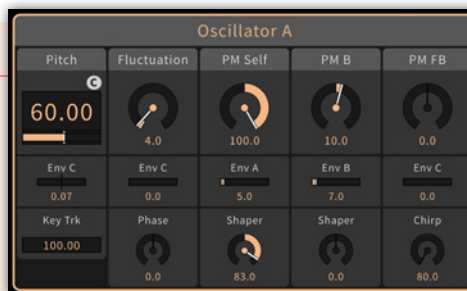 Oscillator A
Pitch Fluctuation PM Self PM B PM FB
C
60.00
4.0 100.0 10.0 0.0
Env C Env C Env A Env B Env C
0.07 0.0 5.0 7.0 0.0
Key Trk Phase Shaper Shaper Chirp
100.00
0.0 83.0 0.0 80.0